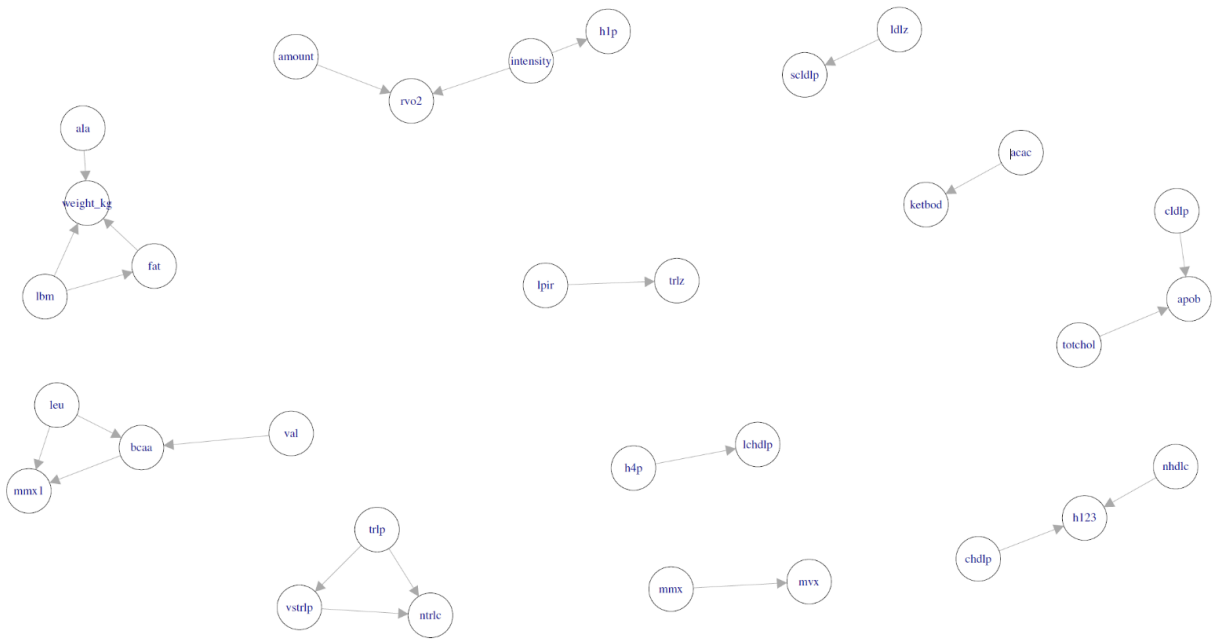 ldlz
h1p
amount
intensity
scldlp
rvo2
ala
acac
weight_kg
ketbod
cldlp
fat
lpir
trlz
lbm
apob
totchol
leu
val
bcaa
lchdlp
h4p
nhdlc
mmx1
h123
trlp
chdlp
mmx
mvx
vstrlp
ntrlc